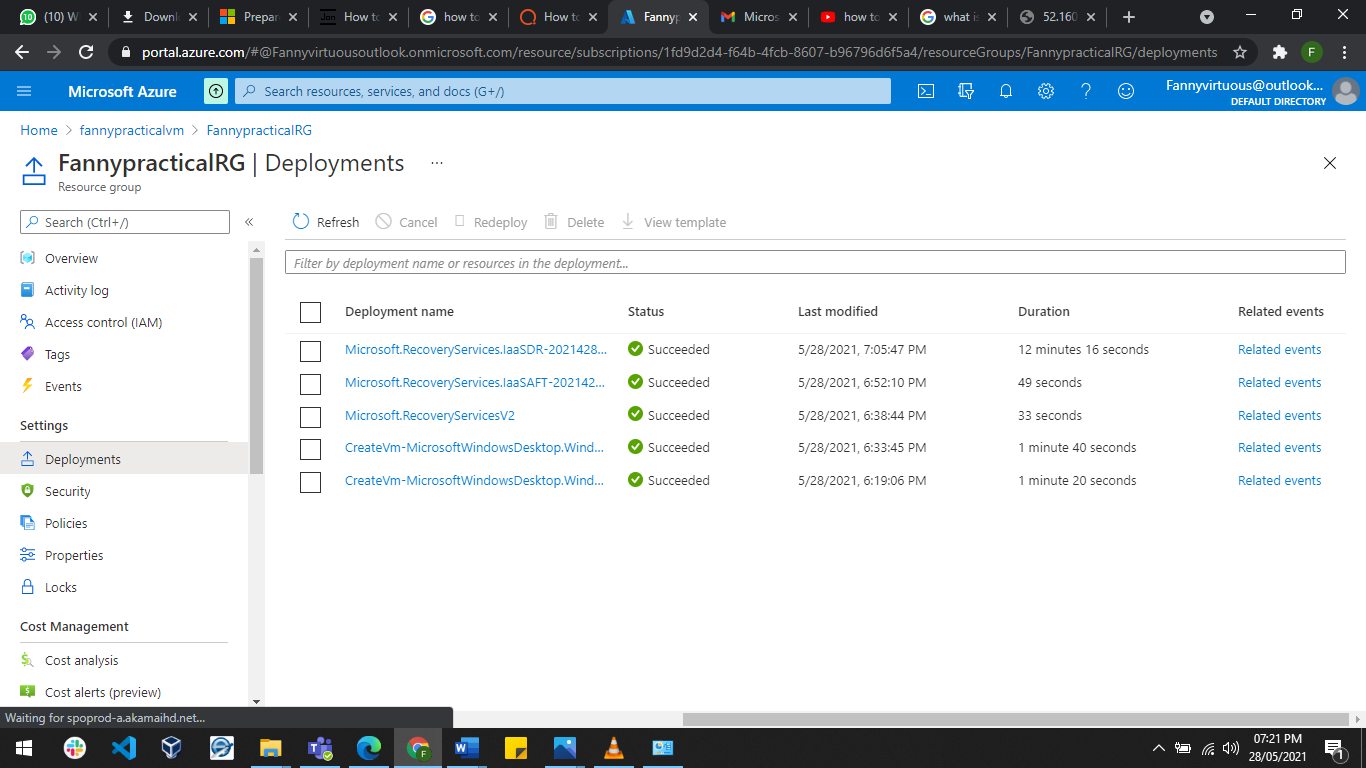 (10) W
Downl
Prepar
How to
how to
How to
Fannyp
Micros
how to
what is
52.160
portal.azure.com/#@Fannyvirtuousoutlook.onmicrosoft.com/resource/subscriptions/1fd9d2d4-f64b-4fcb-8607-b96796d6f5a4/resourceGroups/FannypracticalRG/deployments
F
Microsoft Azure
Search resources, services, and docs (G+/)
Fannyvirtuous@outlook...
DEFAULT DIRECTORY
Home > fannypracticalvm > FannypracticalRG
FannypracticalRG | Deployments ...
Resource group
Search (Ctrl+/)
«
Overview
Activity log
Access control (IAM)
Tags
Events
Settings
Deployments
Security
Policies
Properties
Locks
Cost Management
Cost analysis
Cost alerts (preview)
Refresh Cancel Redeploy Delete View template
Filter by deployment name or resources in the deployment...
Deployment name Status Last modified Duration Related events
Microsoft.RecoveryServices.IaaSDR-2021428... Succeeded 5/28/2021, 7:05:47 PM 12 minutes 16 seconds Related events
Microsoft.RecoveryServices.IaaSAFT-202142... Succeeded 5/28/2021, 6:52:10 PM 49 seconds Related events
Microsoft.RecoveryServicesV2 Succeeded 5/28/2021, 6:38:44 PM 33 seconds Related events
CreateVm-MicrosoftWindowsDesktop.Wind... Succeeded 5/28/2021, 6:33:45 PM 1 minute 40 seconds Related events
CreateVm-MicrosoftWindowsDesktop.Wind... Succeeded 5/28/2021, 6:19:06 PM 1 minute 20 seconds Related events
Waiting for spoprod-a.akamaihd.net...
07:21 PM
28/05/2021
1